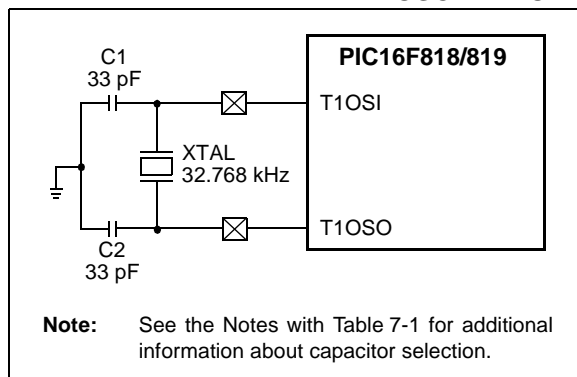 C1
33 pF
PIC16F818/819
T1OSI
XTAL
32.768 kHz
T1OSO
C2
33 pF
Note: See the Notes with Table 7-1 for additional
information about capacitor selection.